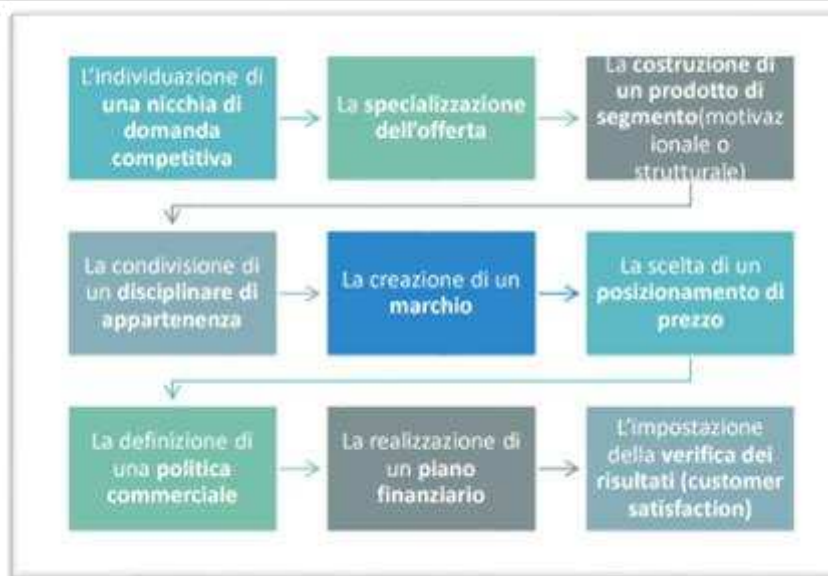 L'individuazione di
una nicchia di
domanda
competitiva
La specializzazione
dell'offerta
La costruzione di
un prodotto di
segmento(motivaz
ionale o
strutturale)
La condivisione di
un disciplinare di
appartenenza
La creazione di un
marchio
La scelta di un
posizionamento di
prezzo
La definizione di
una politica
commerciale
La realizzazione di
un piano
finanziario
L'impostazione
della verifica dei
risultati (customer
satisfaction)